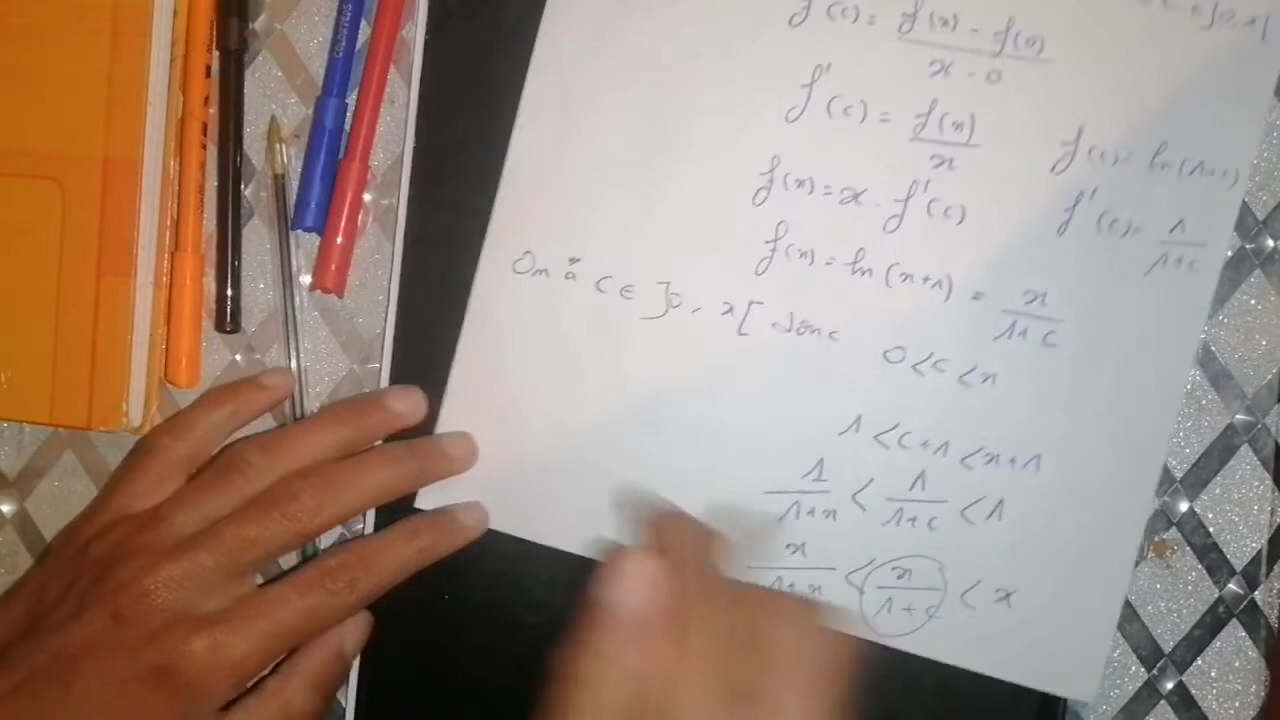 f'(c) = f(x) - f(0) / x - 0
f'(c) = f(x) / x
f(x) = x . f'(c)
f(x) = ln(x+1) = x / 1+c
f(c) = ln(1+c)
f'(c) = 1 / 1+c
On a c ∈ ]0, x[ donc 0 < c < x
1 < c+1 < x+1
1 / 1+x < 1 / 1+c < 1
x / 1+x < x / 1+c < x